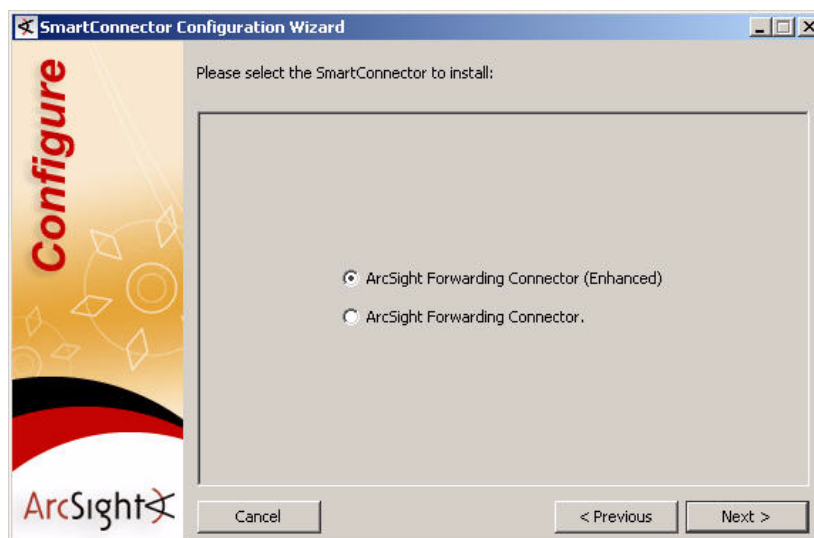 SmartConnector Configuration Wizard
Configure
Please select the SmartConnector to install:
ArcSight Forwarding Connector (Enhanced)
ArcSight Forwarding Connector.
ArcSight
Cancel
< Previous
Next >